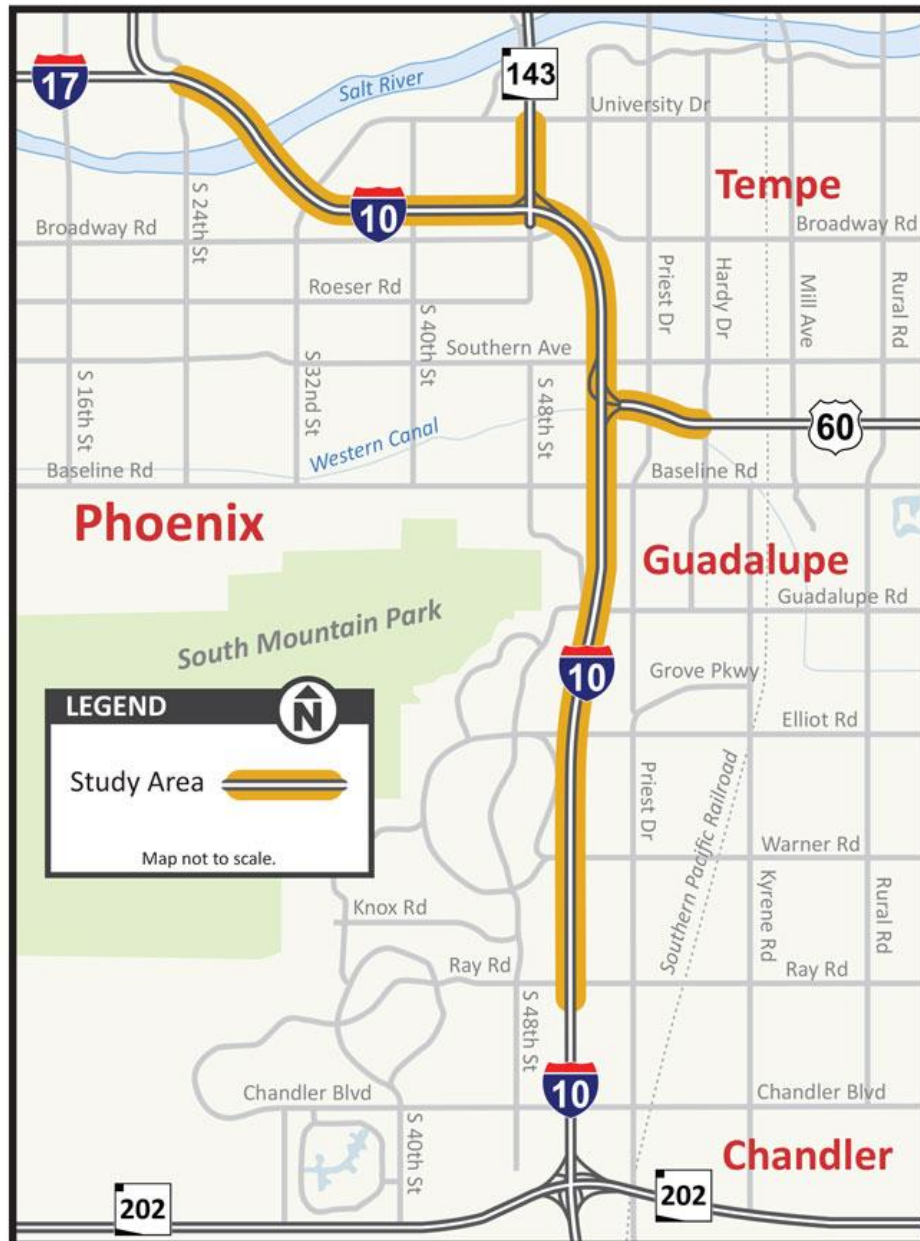 17
143
Salt River
University Dr
Tempe
S 24th St
10
Broadway Rd
Broadway Rd
Priest Dr
Hardy Dr
Mill Ave
Rural Rd
Roeser Rd
S 40th St
Southern Ave
S 16th St
S 32nd St
S 48th St
60
Western Canal
Baseline Rd
Baseline Rd
Phoenix
Guadalupe
Guadalupe Rd
South Mountain Park
10
Grove Pkwy
LEGEND
N
Elliot Rd
Study Area
Priest Dr
Southern Pacific Railroad
Warner Rd
Map not to scale.
Kyrene Rd
Rural Rd
Knox Rd
Ray Rd
Ray Rd
S 48th St
10
Chandler Blvd
Chandler Blvd
S 40th St
Chandler
202
202